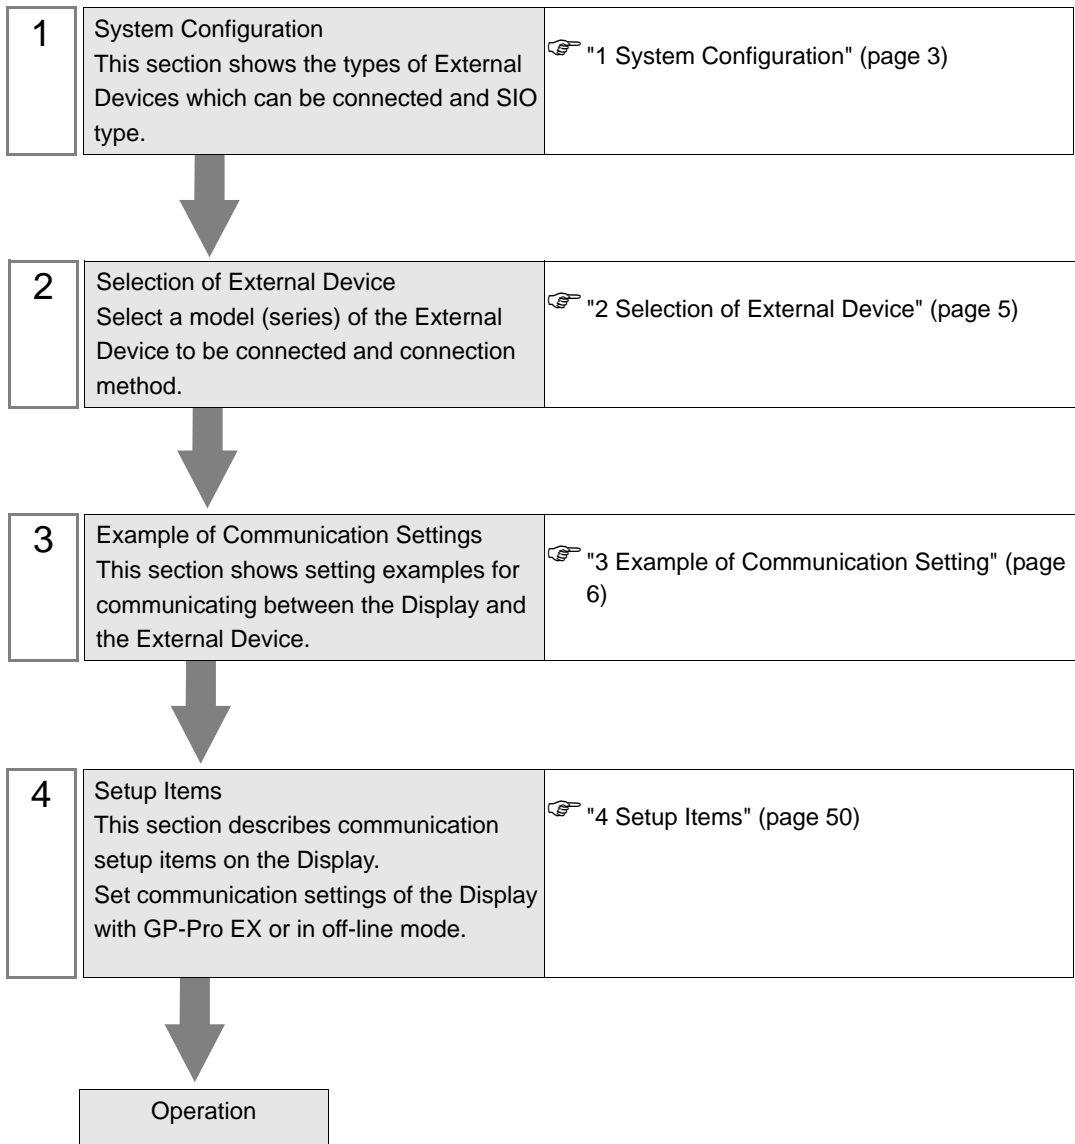 1
System Configuration
This section shows the types of External
Devices which can be connected and SIO
type.
"1 System Configuration" (page 3)
2
Selection of External Device
Select a model (series) of the External
Device to be connected and connection
method.
"2 Selection of External Device" (page 5)
3
Example of Communication Settings
This section shows setting examples for
communicating between the Display and
the External Device.
"3 Example of Communication Setting" (page
6)
4
Setup Items
This section describes communication
setup items on the Display.
Set communication settings of the Display
with GP-Pro EX or in off-line mode.
"4 Setup Items" (page 50)
Operation